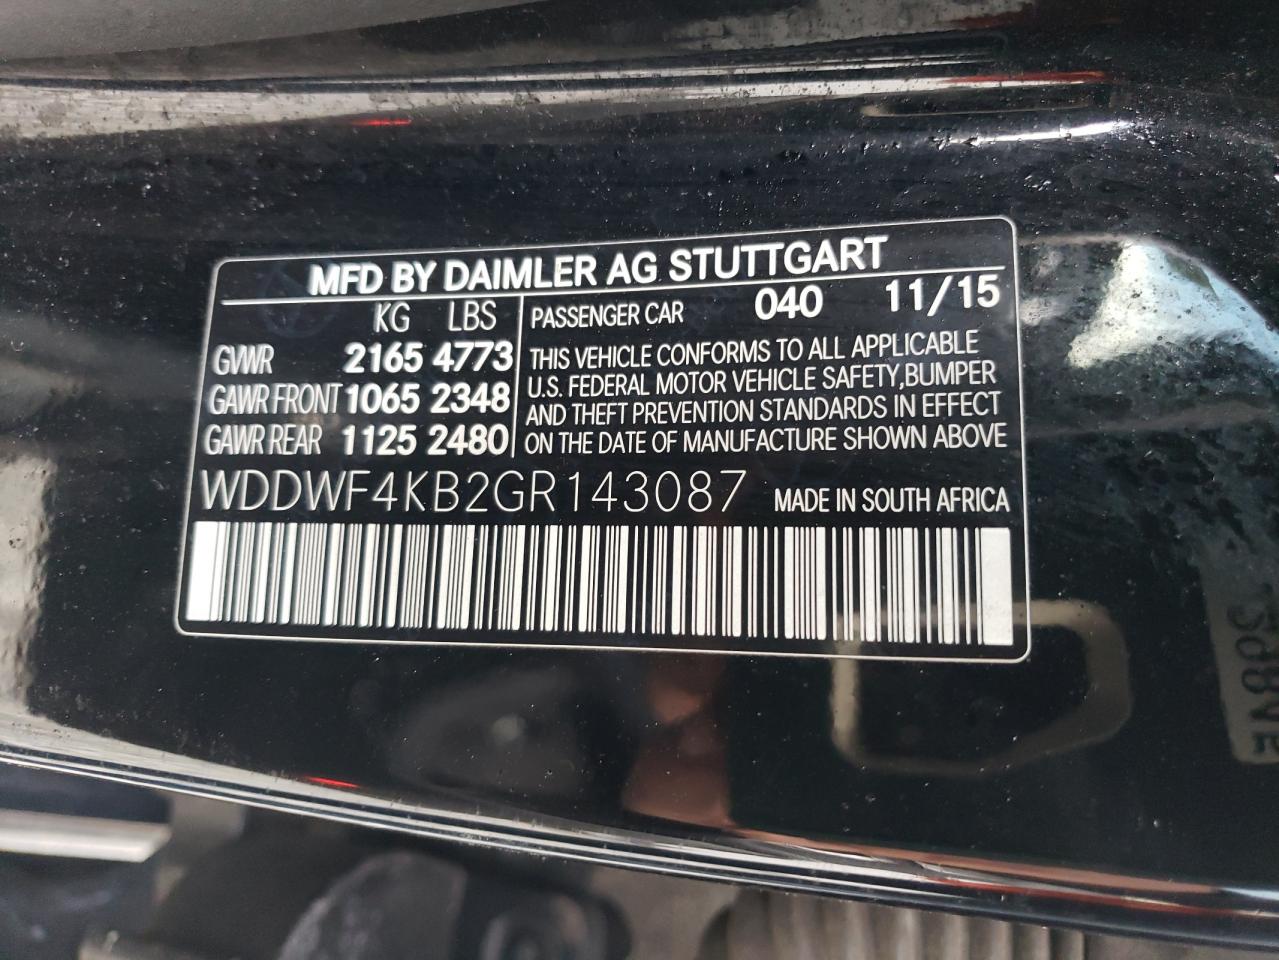 MFD BY DAIMLER AG STUTTGART
KG LBS
GVWR 2165 4773
GAWR FRONT 1065 2348
GAWR REAR 1125 2480
PASSENGER CAR 040 11/15
THIS VEHICLE CONFORMS TO ALL APPLICABLE
U.S. FEDERAL MOTOR VEHICLE SAFETY,BUMPER
AND THEFT PREVENTION STANDARDS IN EFFECT
ON THE DATE OF MANUFACTURE SHOWN ABOVE
WDDWF4KB2GR143087 MADE IN SOUTH AFRICA